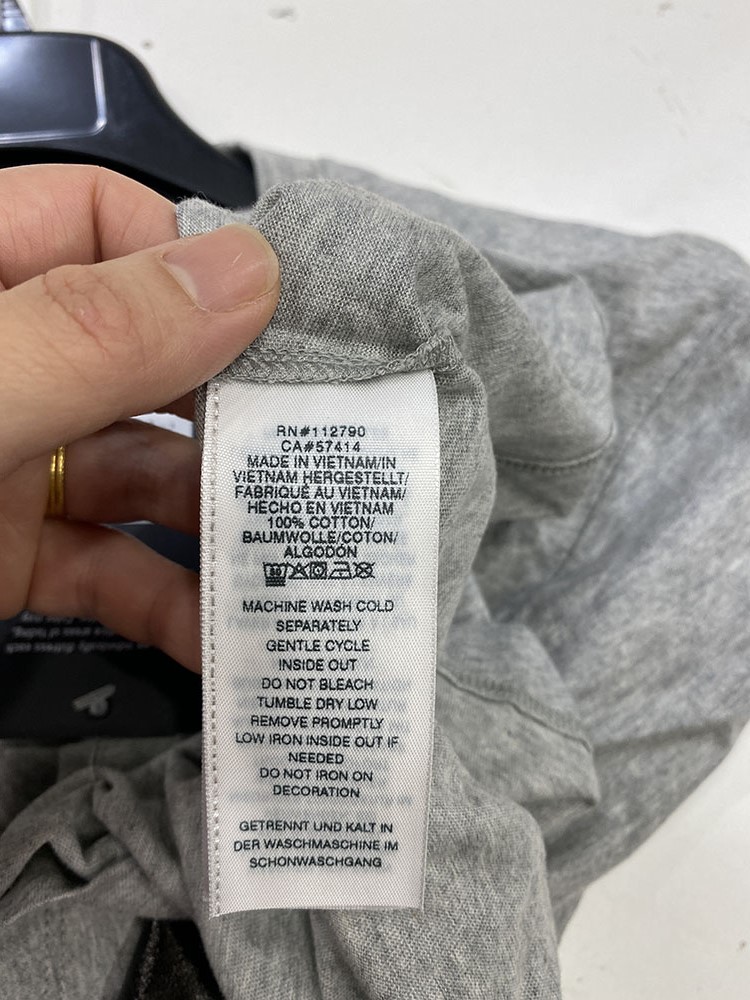 RN#112790
CA#57414
MADE IN VIETNAM/IN
VIETNAM HERGESTELLT/
FABRIQUÉ AU VIETNAM/
HECHO EN VIETNAM
100% COTTON/
BAUMWOLLE/COTON/
ALGODÓN
MACHINE WASH COLD
SEPARATELY
GENTLE CYCLE
INSIDE OUT
DO NOT BLEACH
TUMBLE DRY LOW
REMOVE PROMPTLY
LOW IRON INSIDE OUT IF
NEEDED
DO NOT IRON ON
DECORATION
GETRENNT UND KALT IN
DER WASCHMASCHINE IM
SCHONWASCHGANG